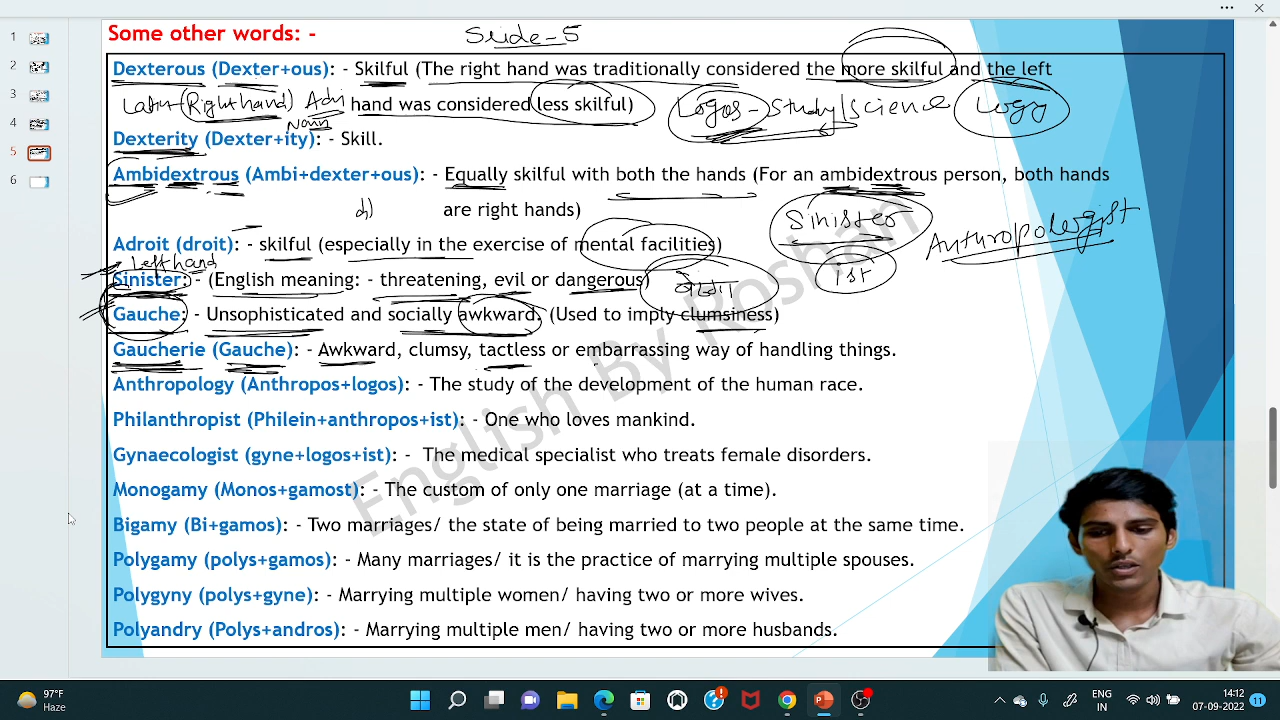 Some other words: - Slide-5
1
2
3
4
5
6
Dexterous (Dexter+ous): - Skilful (The right hand was traditionally considered the more skilful and the left
Latin (Right hand) Adj hand was considered less skilful) Logos - Study/Science Logy
Noun
Dexterity (Dexter+ity): - Skill.
Ambidextrous (Ambi+dexter+ous): - Equally skilful with both the hands (For an ambidextrous person, both hands
are right hands)
Sinister
Anthropologist
Adroit (droit): - skilful (especially in the exercise of mental facilities)
Left hand
ist
Sinister: - (English meaning: - threatening, evil or dangerous)
Gauche: - Unsophisticated and socially awkward. (Used to imply clumsiness)
Gaucherie (Gauche): - Awkward, clumsy, tactless or embarrassing way of handling things.
Anthropology (Anthropos+logos): - The study of the development of the human race.
Philanthropist (Philein+anthropos+ist): - One who loves mankind.
Gynaecologist (gyne+logos+ist): - The medical specialist who treats female disorders.
Monogamy (Monos+gamost): - The custom of only one marriage (at a time).
Bigamy (Bi+gamos): - Two marriages/ the state of being married to two people at the same time.
Polygamy (polys+gamos): - Many marriages/ it is the practice of marrying multiple spouses.
Polygyny (polys+gyne): - Marrying multiple women/ having two or more wives.
Polyandry (Polys+andros): - Marrying multiple men/ having two or more husbands.
English By Roshan
97°F
Haze
ENG
IN
14:12
07-09-2022
11